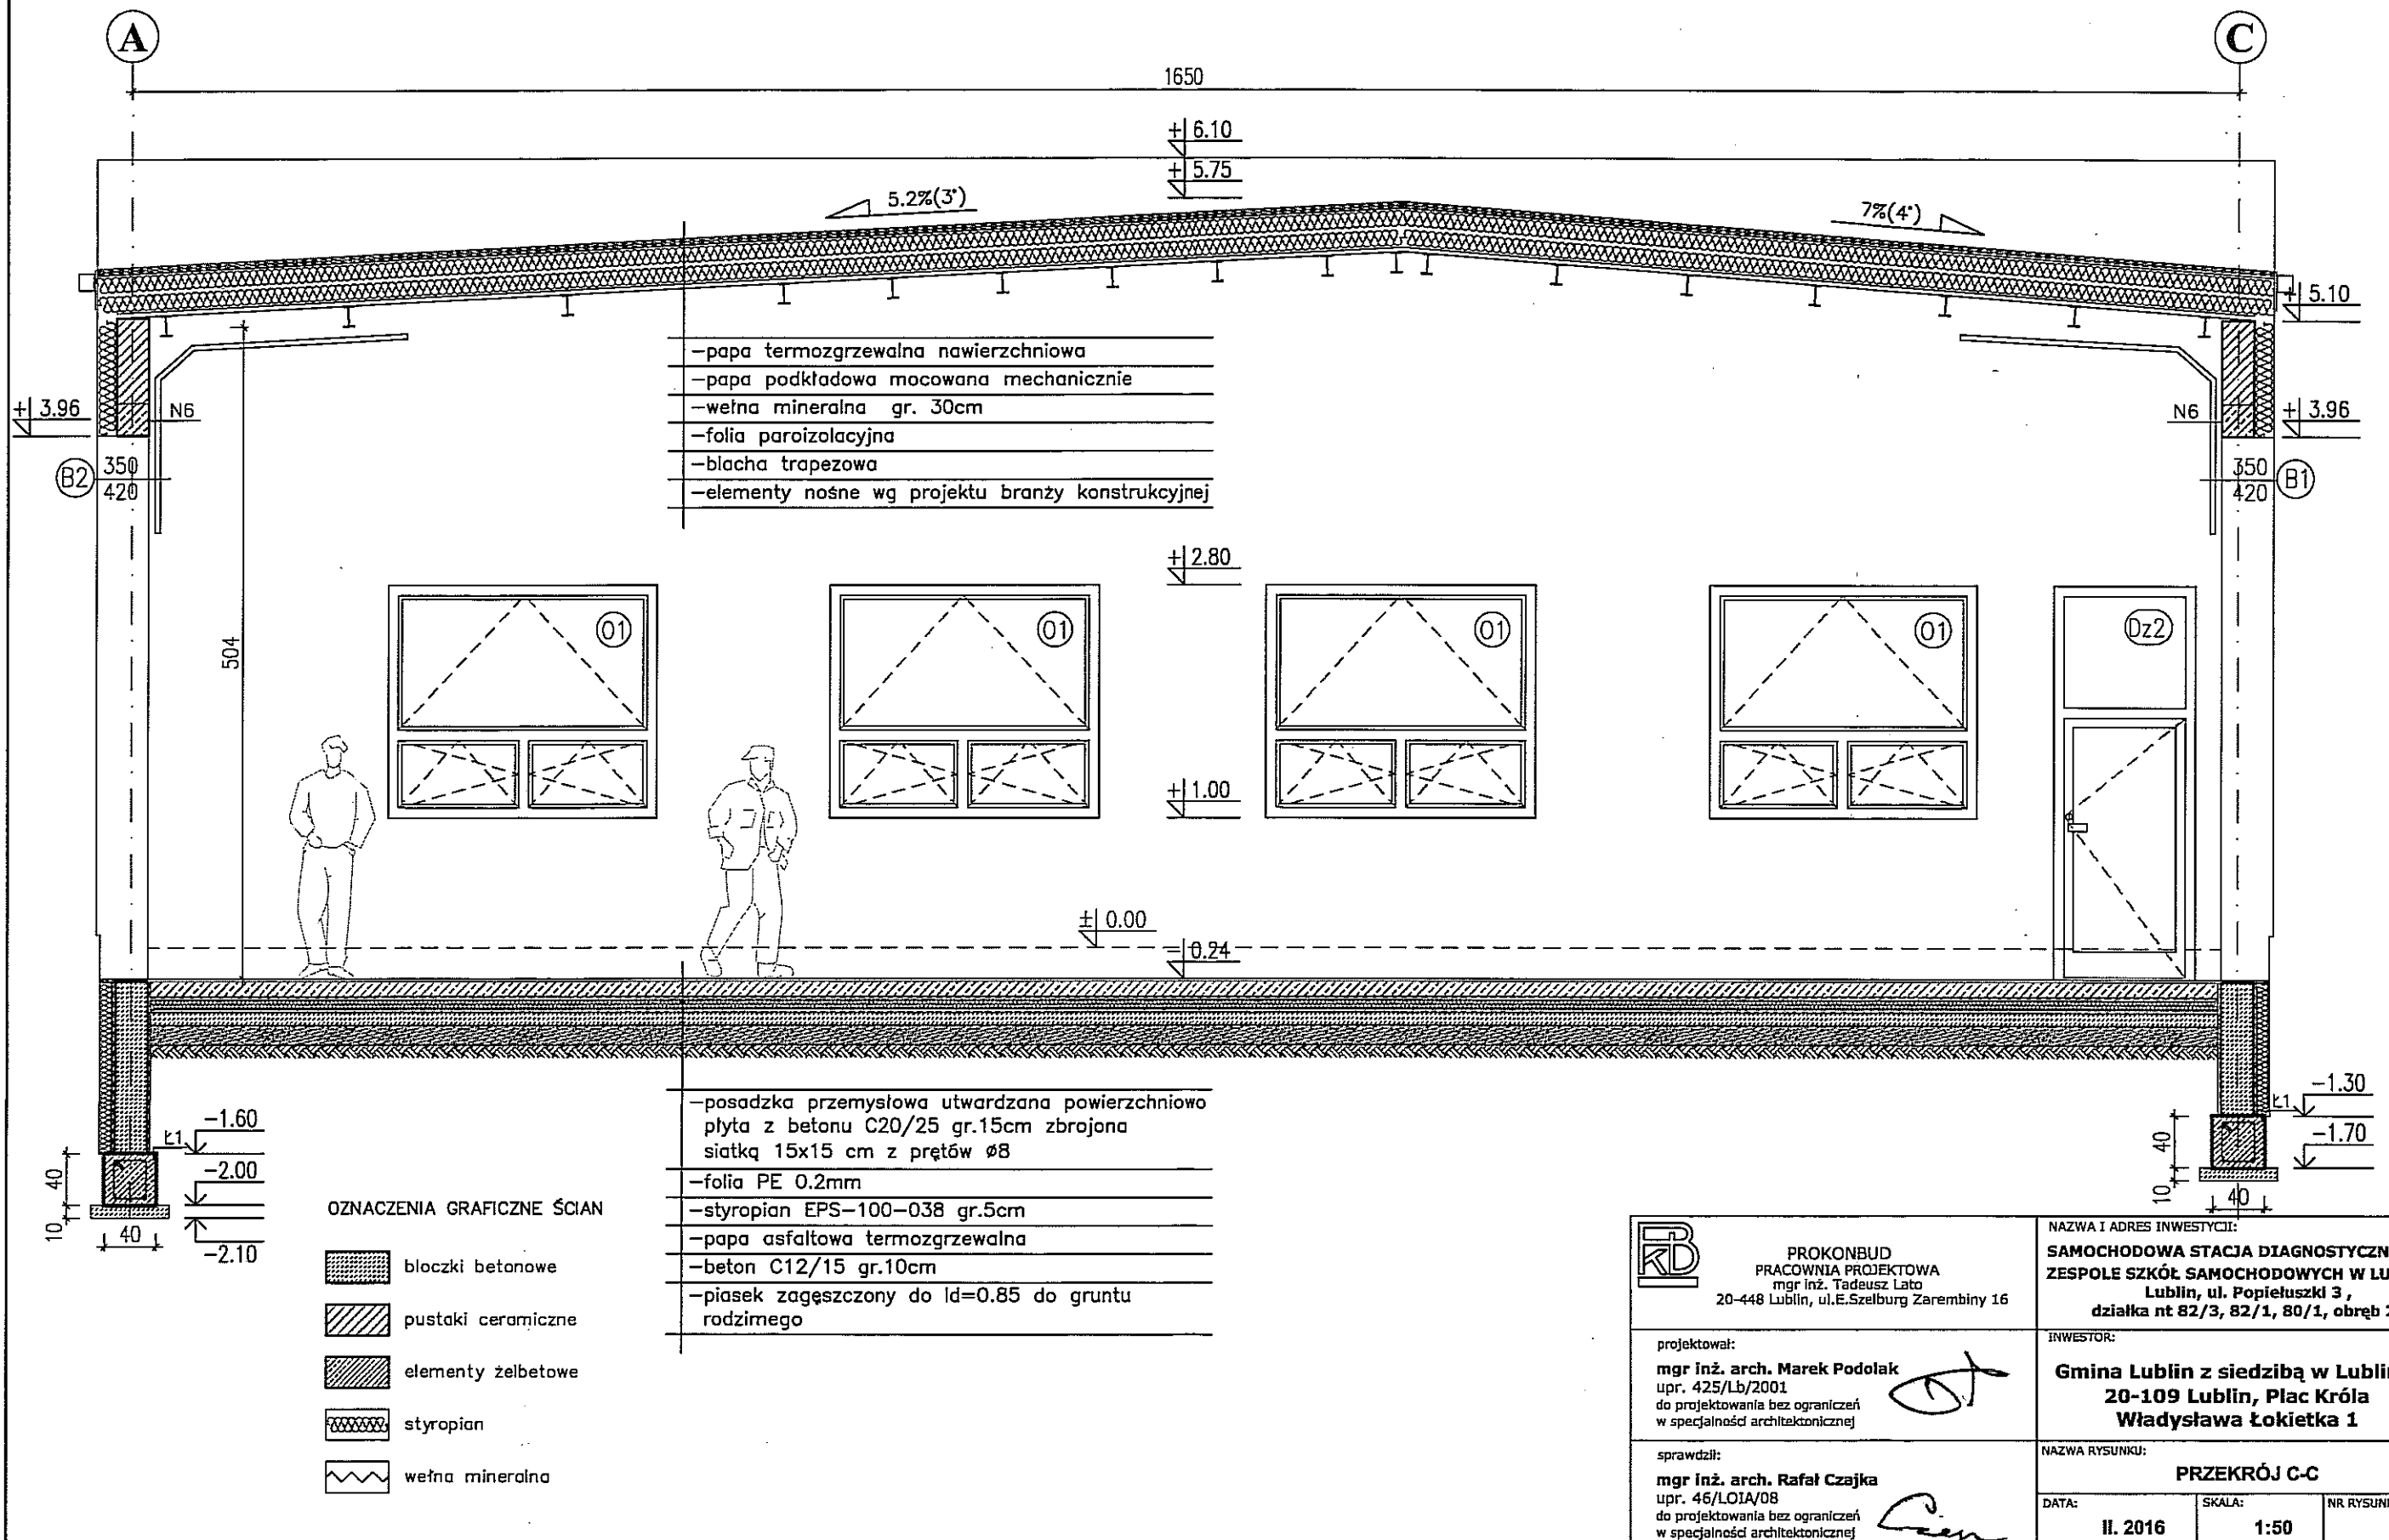 A
C
1650
+6.10
+5.75
5.2%(3°)
7%(4°)
+5.10
-papa termozgrzewalna nawierzchniowa
-papa podkładowa mocowana mechanicznie
-wełna mineralna gr. 30cm
-folia paroizolacyjna
-blacha trapezowa
-elementy nośne wg projektu branży konstrukcyjnej
+3.96
N6
N6
+3.96
B2
350
420
350
420
B1
+2.80
504
O1
O1
O1
O1
Dz2
+1.00
±0.00
-0.24
-posadzka przemysłowa utwardzana powierzchniowo
płyta z betonu C20/25 gr.15cm zbrojona
siatką 15x15 cm z prętów ø8
-folia PE 0.2mm
-styropian EPS-100-038 gr.5cm
-papa asfaltowa termozgrzewalna
-beton C12/15 gr.10cm
-piasek zagęszczony do Id=0.85 do gruntu
rodzimego
Ł1
-1.60
-2.00
-2.10
40
10
40
Ł1
-1.30
-1.70
40
10
40
OZNACZENIA GRAFICZNE ŚCIAN
bloczki betonowe
pustaki ceramiczne
elementy żelbetowe
styropian
wełna mineralna
PROKONBUD
PRACOWNIA PROJEKTOWA
mgr inż. Tadeusz Lato
20-448 Lublin, ul.E.Szelburg Zarembiny 16
NAZWA I ADRES INWESTYCJI:
SAMOCHODOWA STACJA DIAGNOSTYCZN
ZESPOLE SZKÓŁ SAMOCHODOWYCH W LU
Lublin, ul. Popiełuszki 3 ,
działka nt 82/3, 82/1, 80/1, obręb
projektował:
mgr inż. arch. Marek Podolak
upr. 425/Lb/2001
do projektowania bez ograniczeń
w specjalności architektonicznej
INWESTOR:
Gmina Lublin z siedzibą w Lubli
20-109 Lublin, Plac Króla
Władysława Łokietka 1
sprawdził:
mgr inż. arch. Rafał Czajka
upr. 46/LOIA/08
do projektowania bez ograniczeń
w specjalności architektonicznej
NAZWA RYSUNKU:
PRZEKRÓJ C-C
DATA:
II. 2016
SKALA:
1:50
NR RYSUN